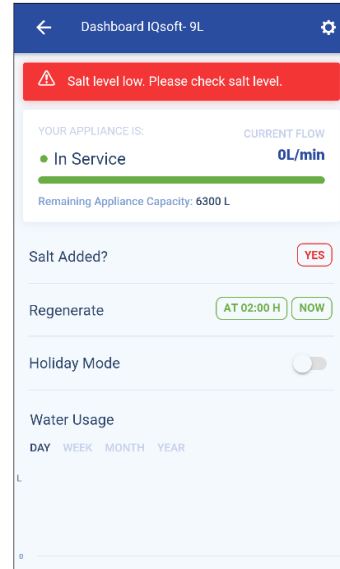 Dashboard IQsoft- 9L
Salt level low. Please check salt level.
YOUR APPLIANCE IS:
CURRENT FLOW
In Service
0L/min
Remaining Appliance Capacity: 6300 L
Salt Added?
YES
Regenerate
AT 02:00 H
NOW
Holiday Mode
Water Usage
DAY WEEK MONTH YEAR
L
0